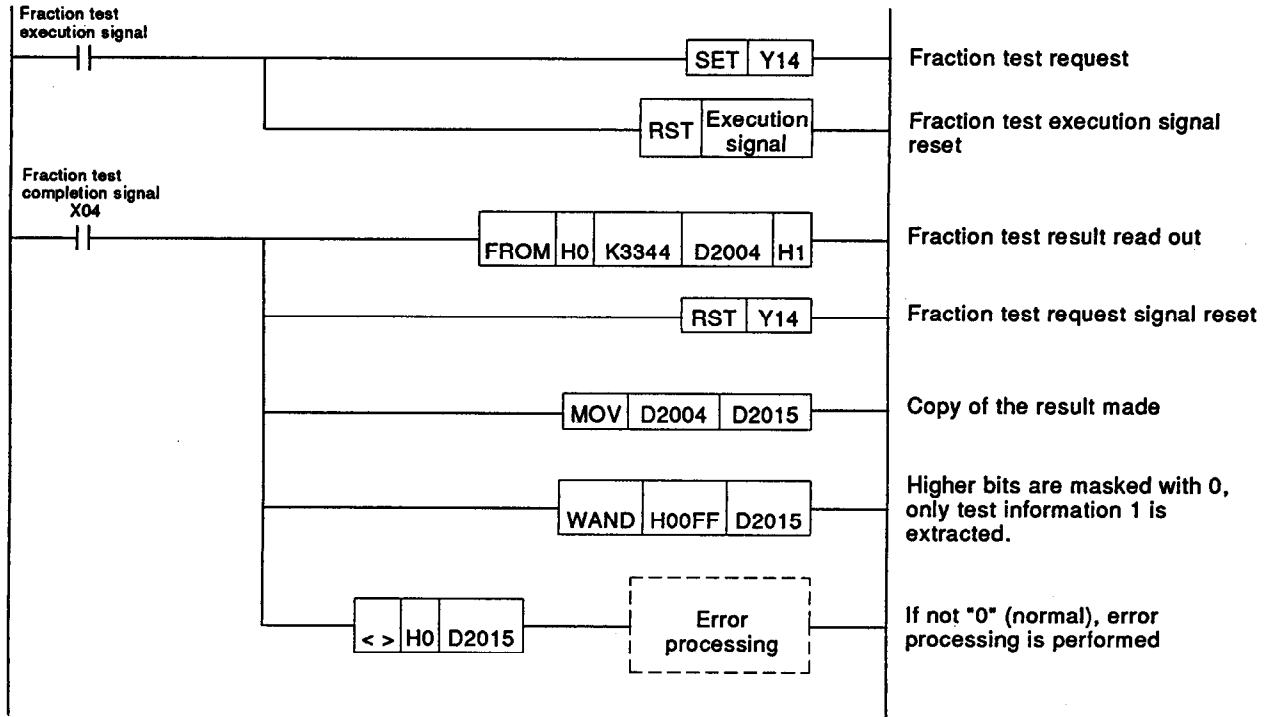 Fraction test
execution signal
SET Y14
Fraction test request
RST Execution
signal
Fraction test execution signal
reset
Fraction test
completion signal
X04
FROM H0 K3344 D2004 H1
Fraction test result read out
RST Y14
Fraction test request signal reset
MOV D2004 D2015
Copy of the result made
WAND H00FF D2015
Higher bits are masked with 0,
only test information 1 is
extracted.
< > H0 D2015
Error
processing
If not "0" (normal), error
processing is performed